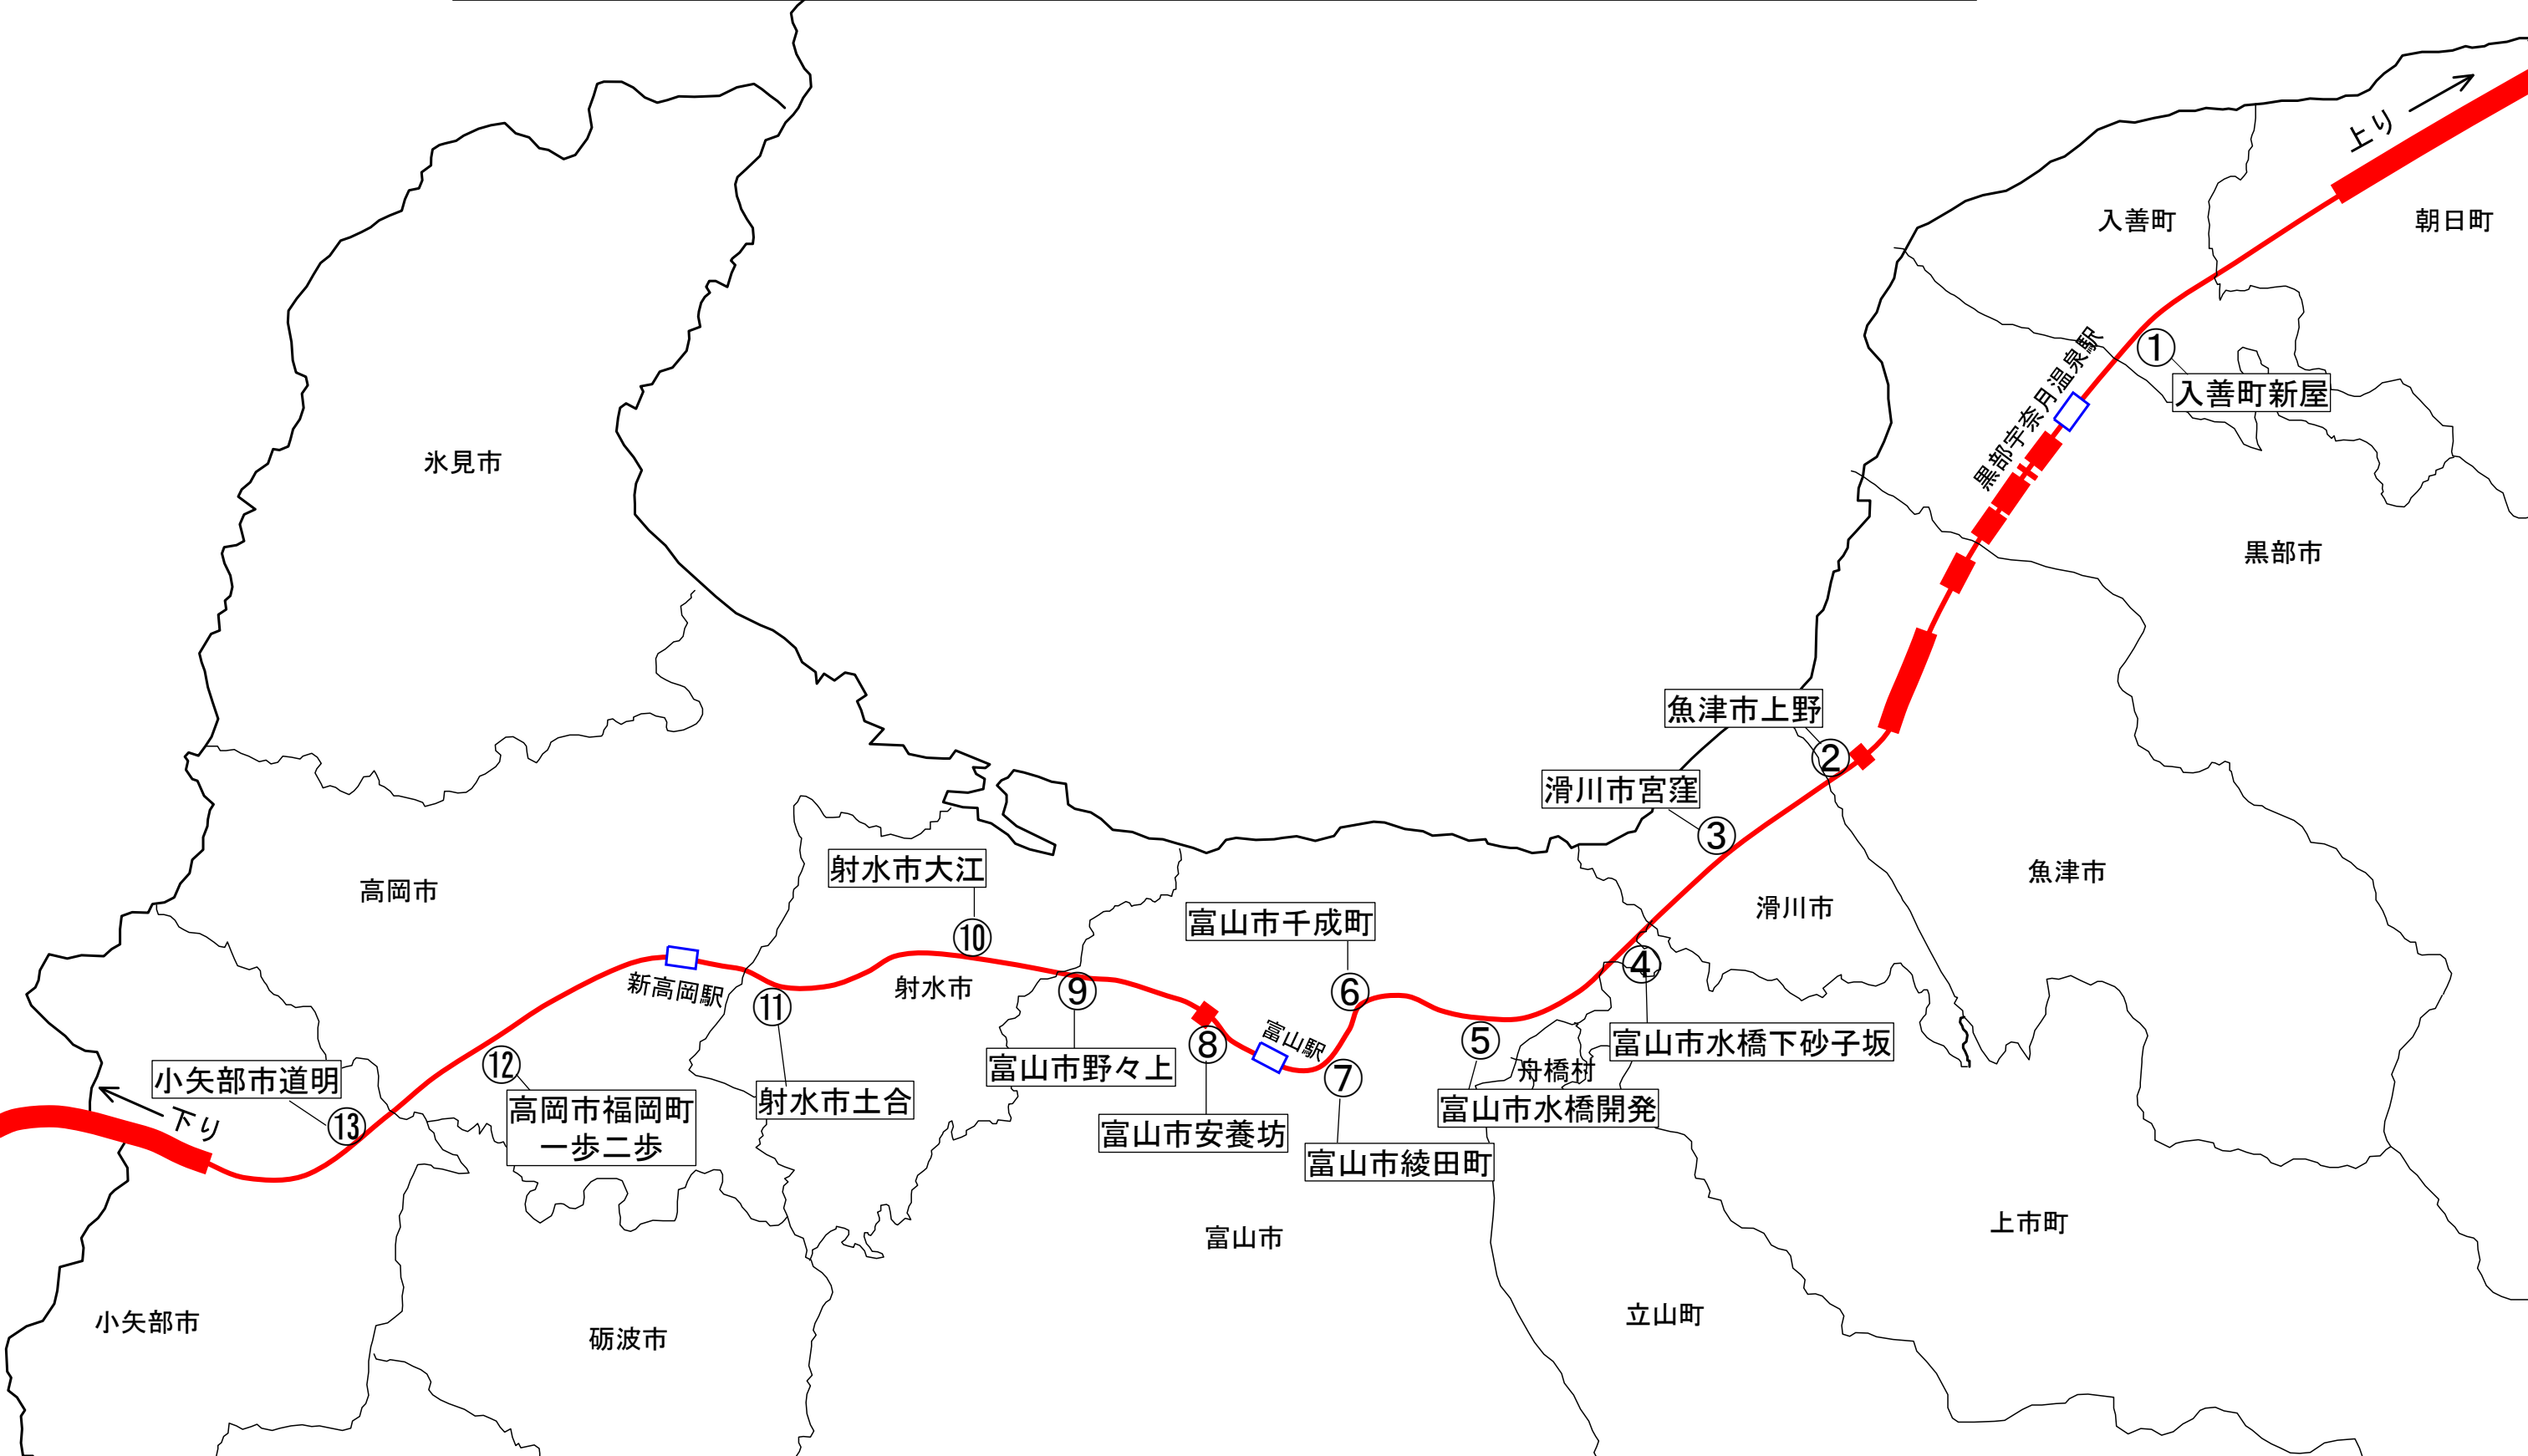 上り
入善町
朝日町
①
黒部宇奈月温泉駅
入善町新屋
氷見市
黒部市
魚津市上野
②
滑川市宮窪
③
魚津市
射水市大江
高岡市
滑川市
富山市千成町
⑩
④
新高岡駅
射水市
⑨
⑥
⑪
富山駅
⑧
⑤
富山市水橋下砂子坂
⑫
富山市野々上
⑦
舟橋村
小矢部市道明
射水市土合
高岡市福岡町
一歩二歩
富山市水橋開発
下り
⑬
富山市安養坊
富山市綾田町
上市町
富山市
小矢部市
立山町
砺波市